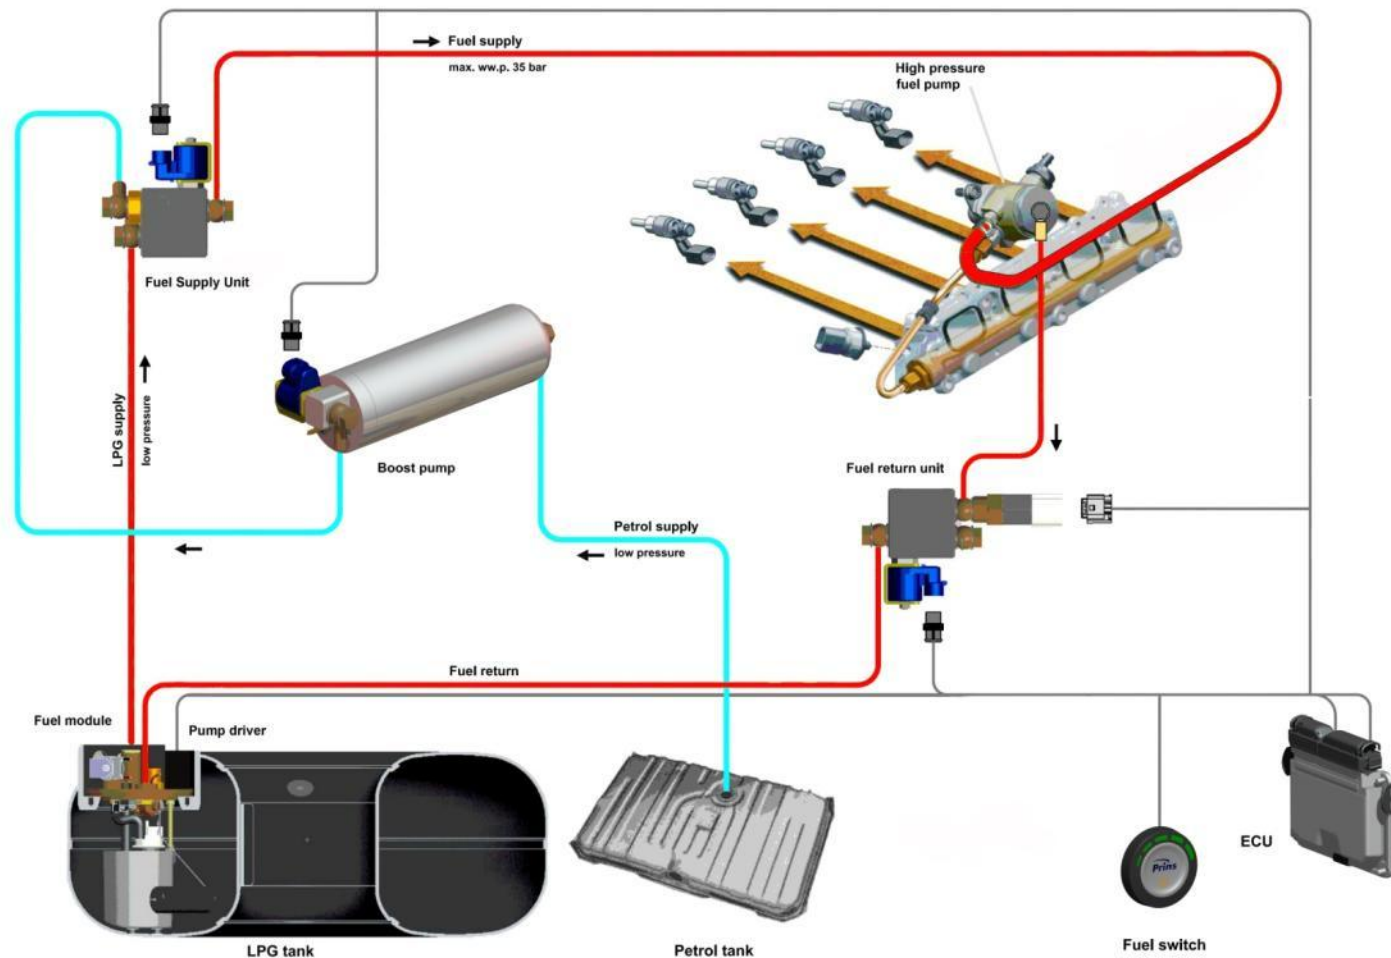 Fuel supply
max. ww.p. 35 bar
High pressure
fuel pump
Fuel Supply Unit
LPG supply
low pressure
Boost pump
Fuel return unit
Petrol supply
low pressure
Fuel return
Fuel module
Pump driver
Prins
ECU
LPG tank
Petrol tank
Fuel switch